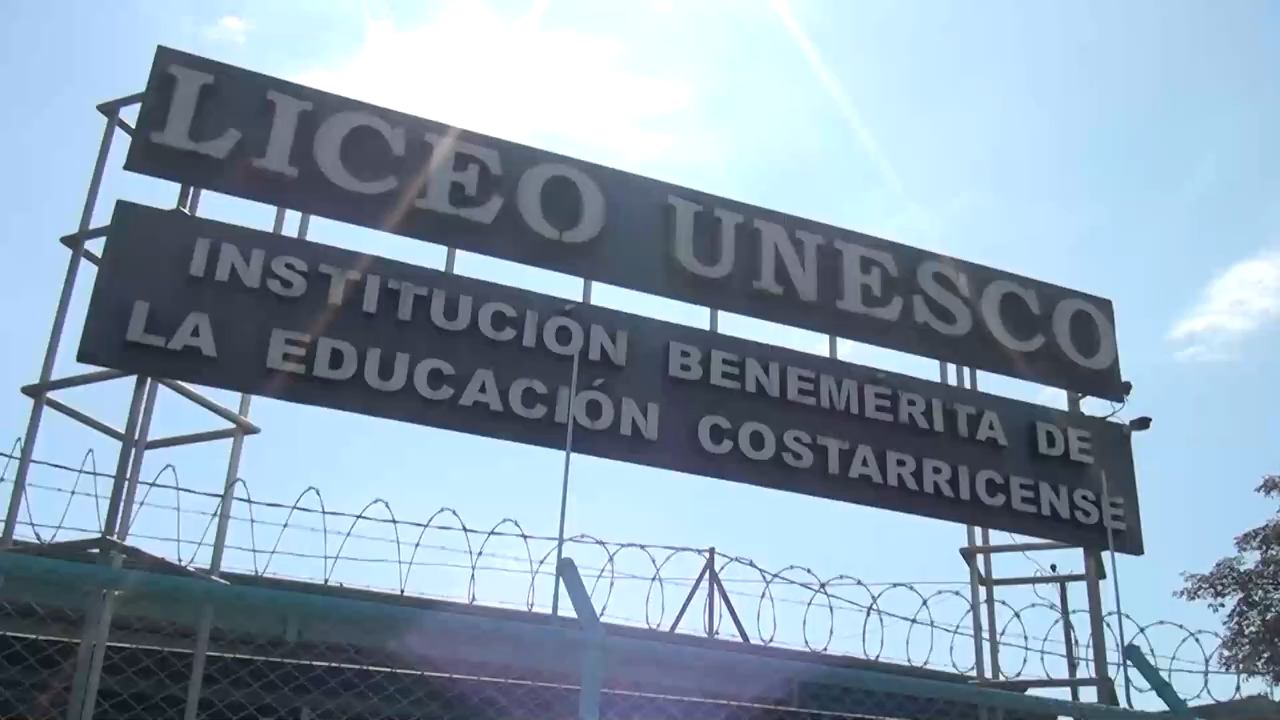 LICEO UNESCO
INSTITUCIÓN BENEMÉRITA DE
LA EDUCACIÓN COSTARRICENSE